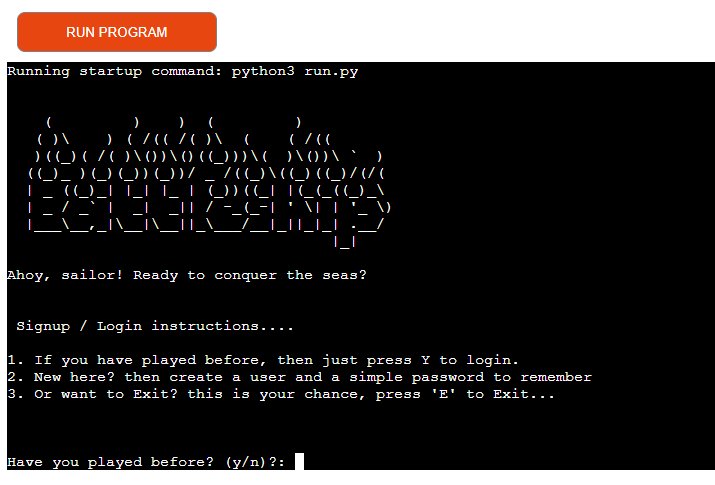 RUN PROGRAM
Running startup command: python3 run.py
Battleship
Ahoy, sailor! Ready to conquer the seas?
Signup / Login instructions....
1. If you have played before, then just press Y to login.
2. New here? then create a user and a simple password to remember
3. Or want to Exit? this is your chance, press 'E' to Exit...
Have you played before? (y/n)?: